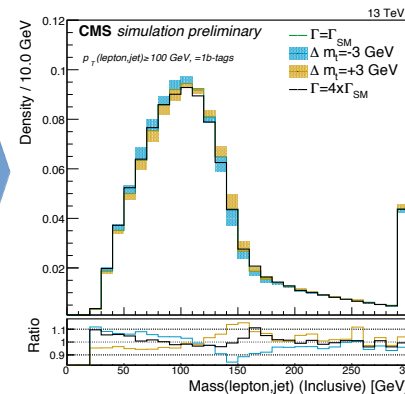 13 TeV
CMS simulation preliminary
p_T(lepton,jet)≥100 GeV, =1b-tags
Γ=Γ_SM
Δ m_t=-3 GeV
Δ m_t=+3 GeV
Γ=4xΓ_SM
Density / 10.0 GeV
0.12
0.1
0.08
0.06
0.04
0.02
Ratio
1.1
1
0.9
0 50 100 150 200 250
Mass(lepton,jet) (Inclusive) [GeV